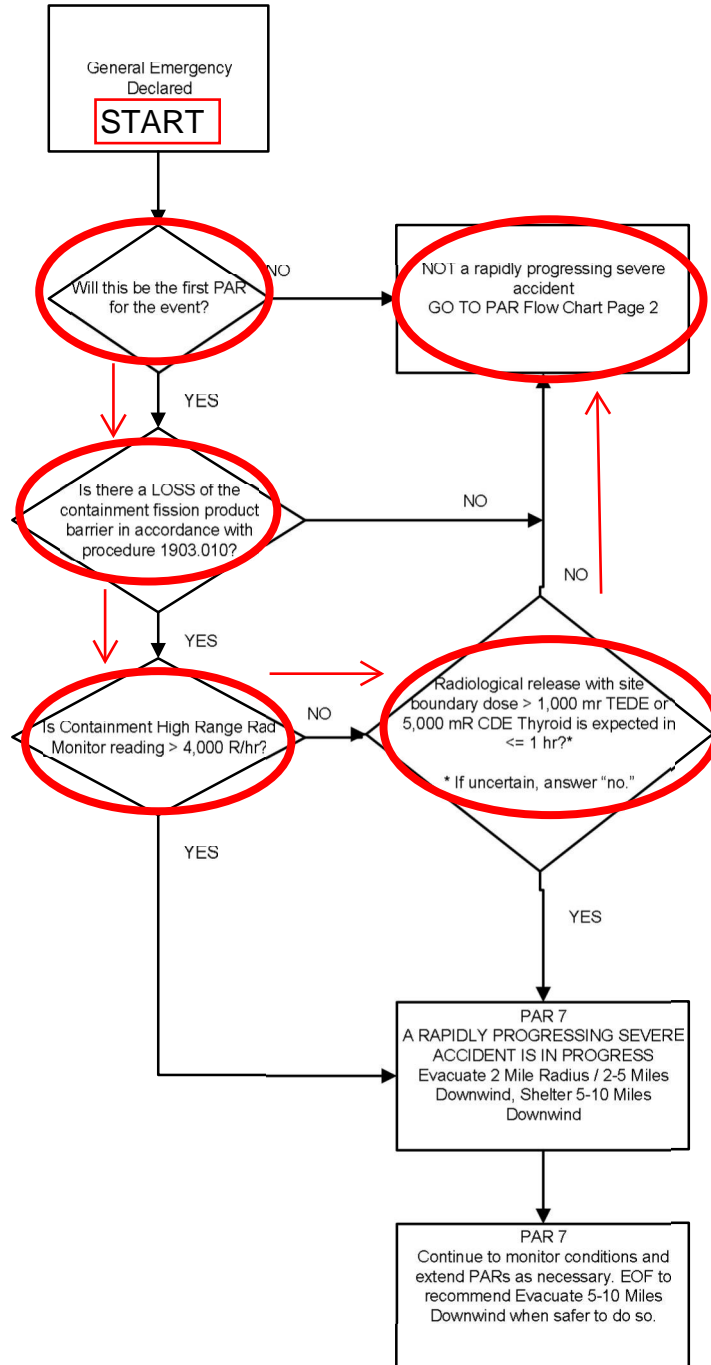 General Emergency
Declared
START
Will this be the first PAR
for the event?
NO
NOT a rapidly progressing severe
accident
GO TO PAR Flow Chart Page 2
YES
Is there a LOSS of the
containment fission product
barrier in accordance with
procedure 1903.010?
NO
NO
YES
Is Containment High Range Rad
Monitor reading > 4,000 R/hr?
NO
Radiological release with site
boundary dose > 1,000 mr TEDE or
5,000 mR CDE Thyroid is expected in
<= 1 hr?*
* If uncertain, answer “no.”
YES
YES
PAR 7
A RAPIDLY PROGRESSING SEVERE
ACCIDENT IS IN PROGRESS
Evacuate 2 Mile Radius / 2-5 Miles
Downwind, Shelter 5-10 Miles
Downwind
PAR 7
Continue to monitor conditions and
extend PARs as necessary. EOF to
recommend Evacuate 5-10 Miles
Downwind when safer to do so.